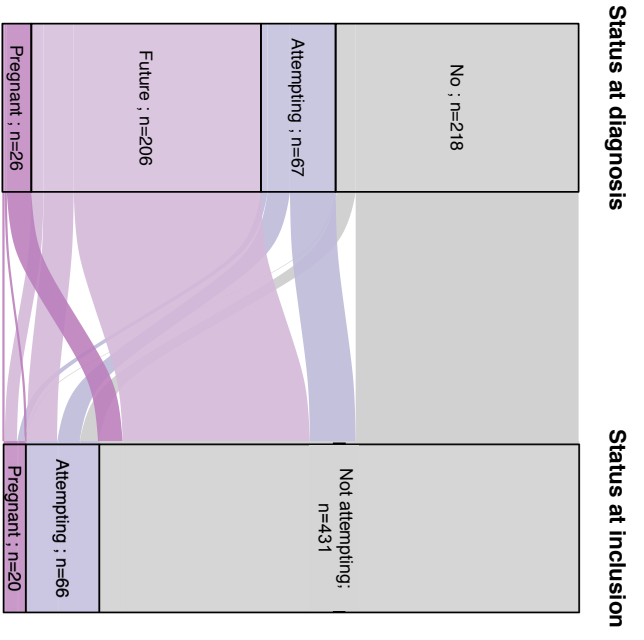 Status at diagnosis
Status at inclusion
No ; n=218
Attempting ; n=67
Future ; n=206
Pregnant ; n=26
Not attempting;
n=431
Attempting ; n=66
Pregnant ; n=20